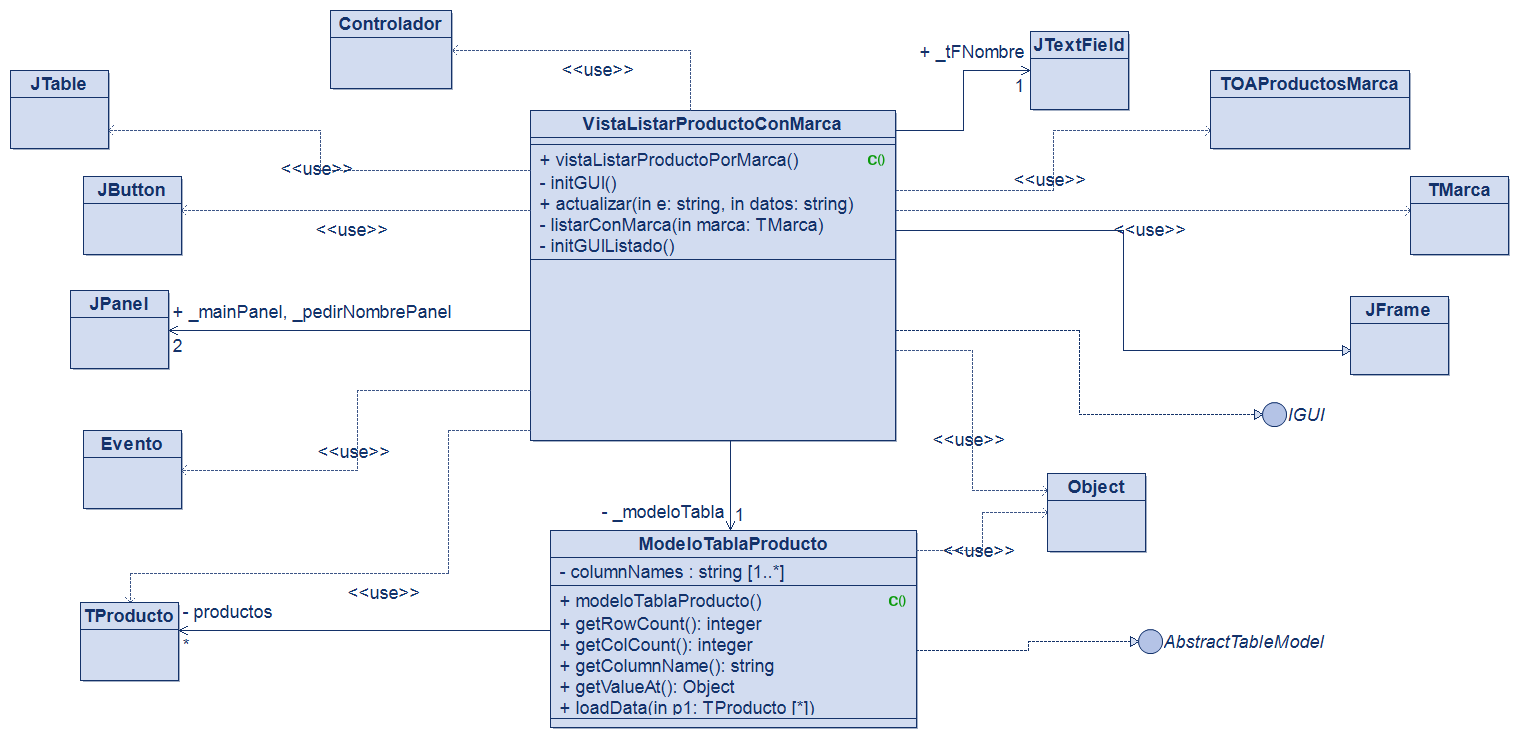 Controlador
<<use>>
+ _tFNombre
1
JTextField
JTable
<<use>>
TOAProductosMarca
<<use>>
VistaListarProductoConMarca
+ vistaListarProductoPorMarca() C()
- initGUI()
+ actualizar(in e: string, in datos: string)
- listarConMarca(in marca: TMarca)
- initGUIListado()
JButton
<<use>>
TMarca
<<use>>
JPanel
+ _mainPanel, _pedirNombrePanel
2
JFrame
IGUI
Evento
<<use>>
<<use>>
Object
<<use>>
- _modeloTabla
1
ModeloTablaProducto
- columnNames : string [1..*]
+ modeloTablaProducto() C()
+ getRowCount(): integer
+ getColCount(): integer
+ getColumnName(): string
+ getValueAt(): Object
+ loadData(in p1: TProducto [*])
<<use>>
TProducto
- productos
*
AbstractTableModel